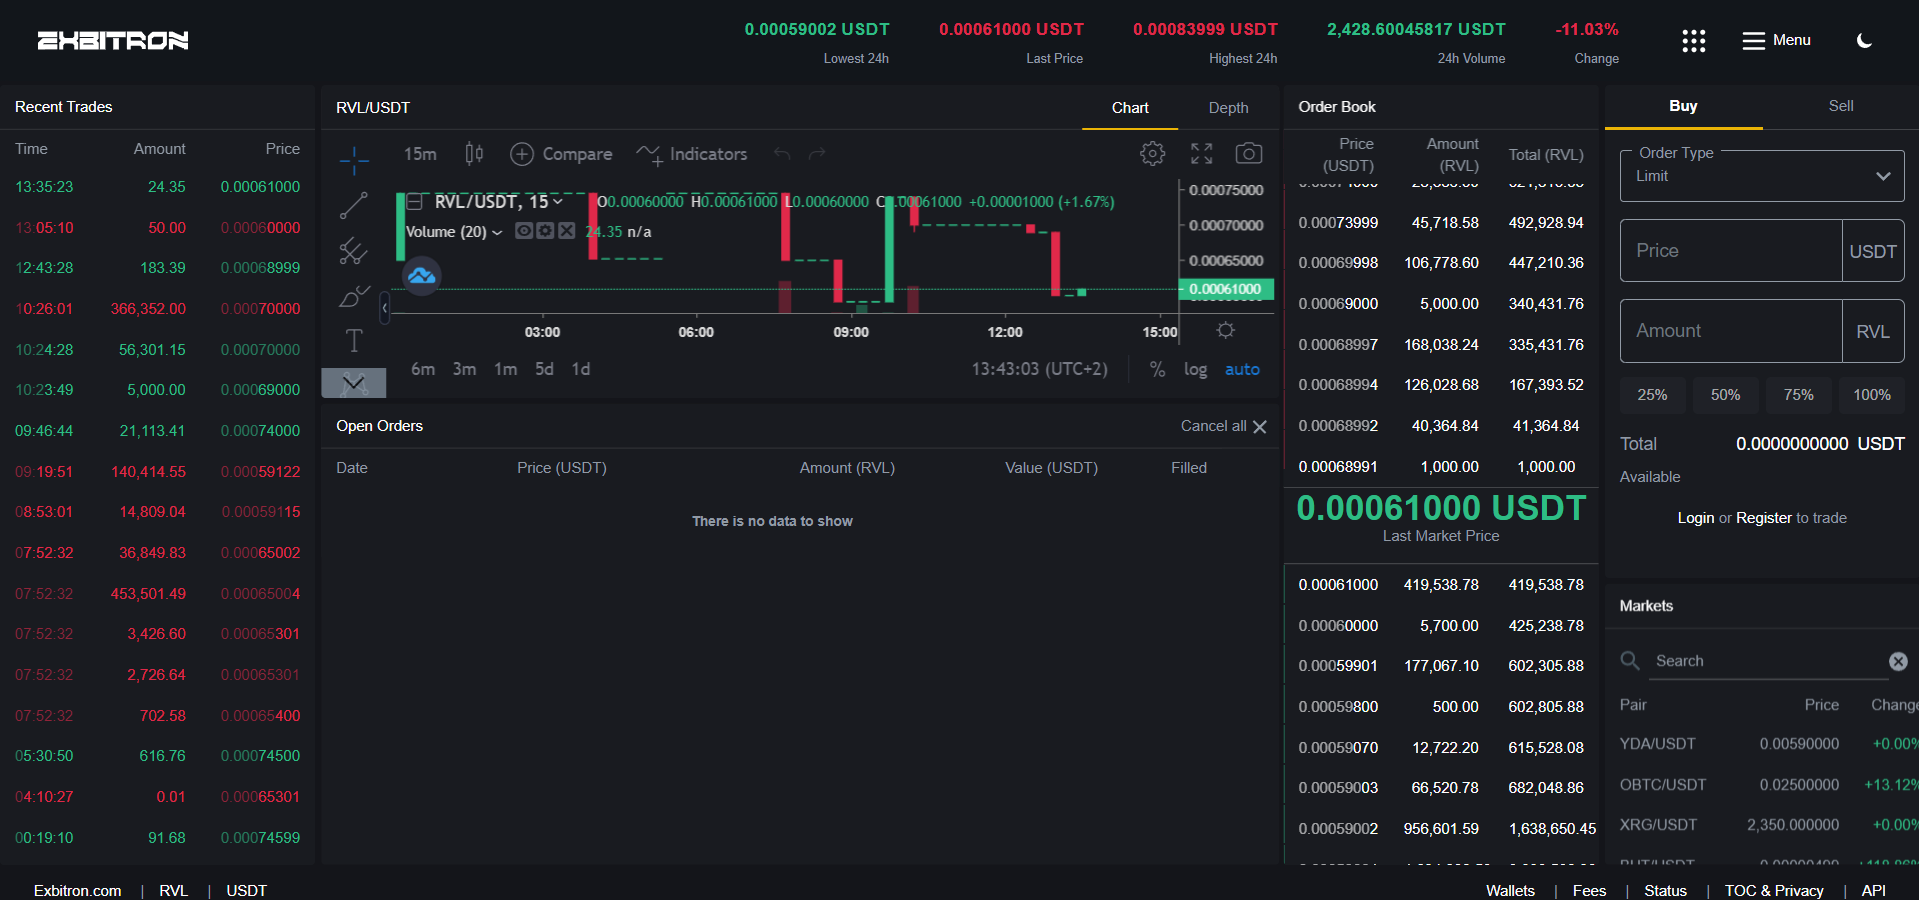 EXBITRON
0.00059002 USDT
Lowest 24h
0.00061000 USDT
Last Price
0.00083999 USDT
Highest 24h
2,428.60045817 USDT
24h Volume
-11.03%
Change
Menu
Recent Trades
Time Amount Price
13:35:23 24.35 0.00061000
13:05:10 50.00 0.00060000
12:43:28 183.39 0.00068999
10:26:01 366,352.00 0.00070000
10:24:28 56,301.15 0.00070000
10:23:49 5,000.00 0.00069000
09:46:44 21,113.41 0.00074000
09:19:51 140,414.55 0.00059122
08:53:01 14,809.04 0.00059115
07:52:32 36,849.83 0.00065002
07:52:32 453,501.49 0.00065004
07:52:32 3,426.60 0.00065301
07:52:32 2,726.64 0.00065301
07:52:32 702.58 0.00065400
05:30:50 616.76 0.00074500
04:10:27 0.01 0.00065301
00:19:10 91.68 0.00074599
RVL/USDT
Chart Depth
15m Compare Indicators
RVL/USDT, 15 O0.00060000 H0.00061000 L0.00060000 C0.00061000 +0.00001000 (+1.67%)
Volume (20) 24.35 n/a
0.00075000
0.00070000
0.00065000
0.00061000
03:00 06:00 09:00 12:00 15:00
6m 3m 1m 5d 1d 13:43:03 (UTC+2) % log auto
Open Orders Cancel all
Date Price (USDT) Amount (RVL) Value (USDT) Filled
There is no data to show
Order Book
Price (USDT) Amount (RVL) Total (RVL)
0.00073999 45,718.58 492,928.94
0.00069998 106,778.60 447,210.36
0.00069000 5,000.00 340,431.76
0.00068997 168,038.24 335,431.76
0.00068994 126,028.68 167,393.52
0.00068992 40,364.84 41,364.84
0.00068991 1,000.00 1,000.00
0.00061000 USDT
Last Market Price
0.00061000 419,538.78 419,538.78
0.00060000 5,700.00 425,238.78
0.00059901 177,067.10 602,305.88
0.00059800 500.00 602,805.88
0.00059070 12,722.20 615,528.08
0.00059003 66,520.78 682,048.86
0.00059002 956,601.59 1,638,650.45
Buy Sell
Order Type
Limit
Price USDT
Amount RVL
25% 50% 75% 100%
Total 0.0000000000 USDT
Available
Login or Register to trade
Markets
Search
Pair Price Change
YDA/USDT 0.00590000 +0.00%
OBTC/USDT 0.02500000 +13.12%
XRG/USDT 2,350.000000 +0.00%
Exbitron.com | RVL | USDT
Wallets | Fees | Status | TOC & Privacy | API